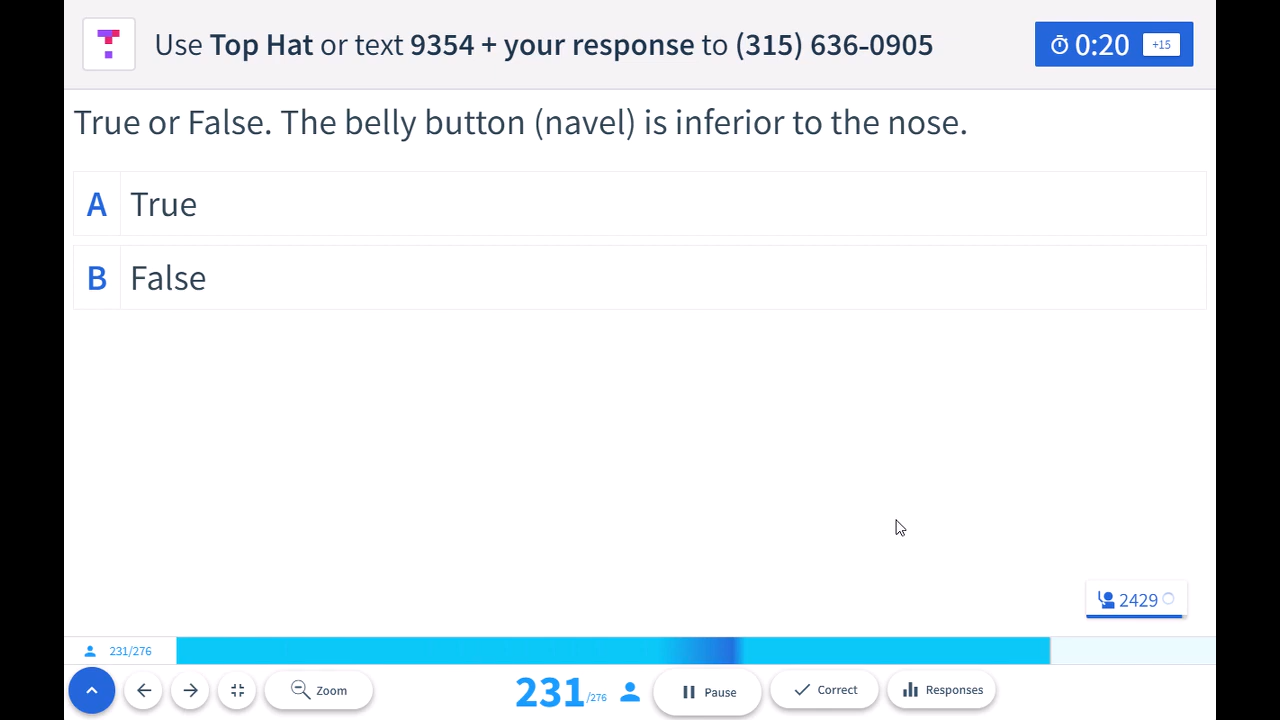 Use Top Hat or text 9354 + your response to (315) 636-0905
0:20 +15
True or False. The belly button (navel) is inferior to the nose.
A True
B False
2429
231/276
Zoom
231/276
Pause
Correct
Responses